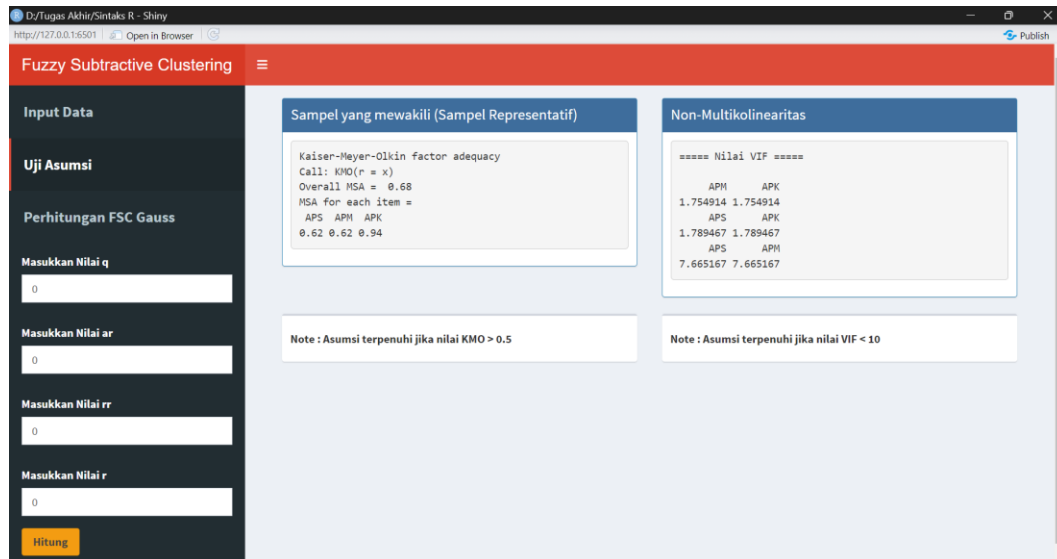 D:/Tugas Akhir/Sintaks R - Shiny
http://127.0.0.1:6501
Open in Browser
Publish
Fuzzy Subtractive Clustering
Input Data
Uji Asumsi
Perhitungan FSC Gauss
Masukkan Nilai q
0
Masukkan Nilai ar
0
Masukkan Nilai rr
0
Masukkan Nilai r
0
Hitung
Sampel yang mewakili (Sampel Representatif)
Kaiser-Meyer-Olkin factor adequacy
Call: KMO(r = x)
Overall MSA = 0.68
MSA for each item =
APS APM APK
0.62 0.62 0.94
Note : Asumsi terpenuhi jika nilai KMO > 0.5
Non-Multikolinearitas
===== Nilai VIF =====
APM APK
1.754914 1.754914
APS APK
1.789467 1.789467
APS APM
7.665167 7.665167
Note : Asumsi terpenuhi jika nilai VIF < 10